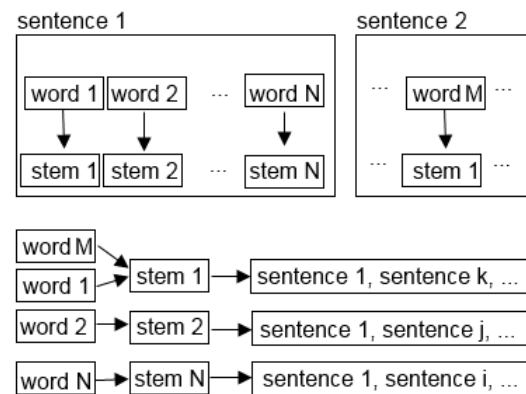 sentence 1 sentence 2
word 1 word 2 ... word N ... word M ...
stem 1 stem 2 ... stem N ... stem 1 ...
word M
word 1 stem 1 sentence 1, sentence k, ...
word 2 stem 2 sentence 1, sentence j, ...
word N stem N sentence 1, sentence i, ...